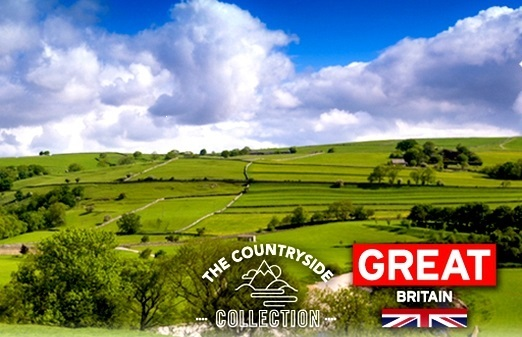 THE COUNTRYSIDE
COLLECTION
GREAT
BRITAIN